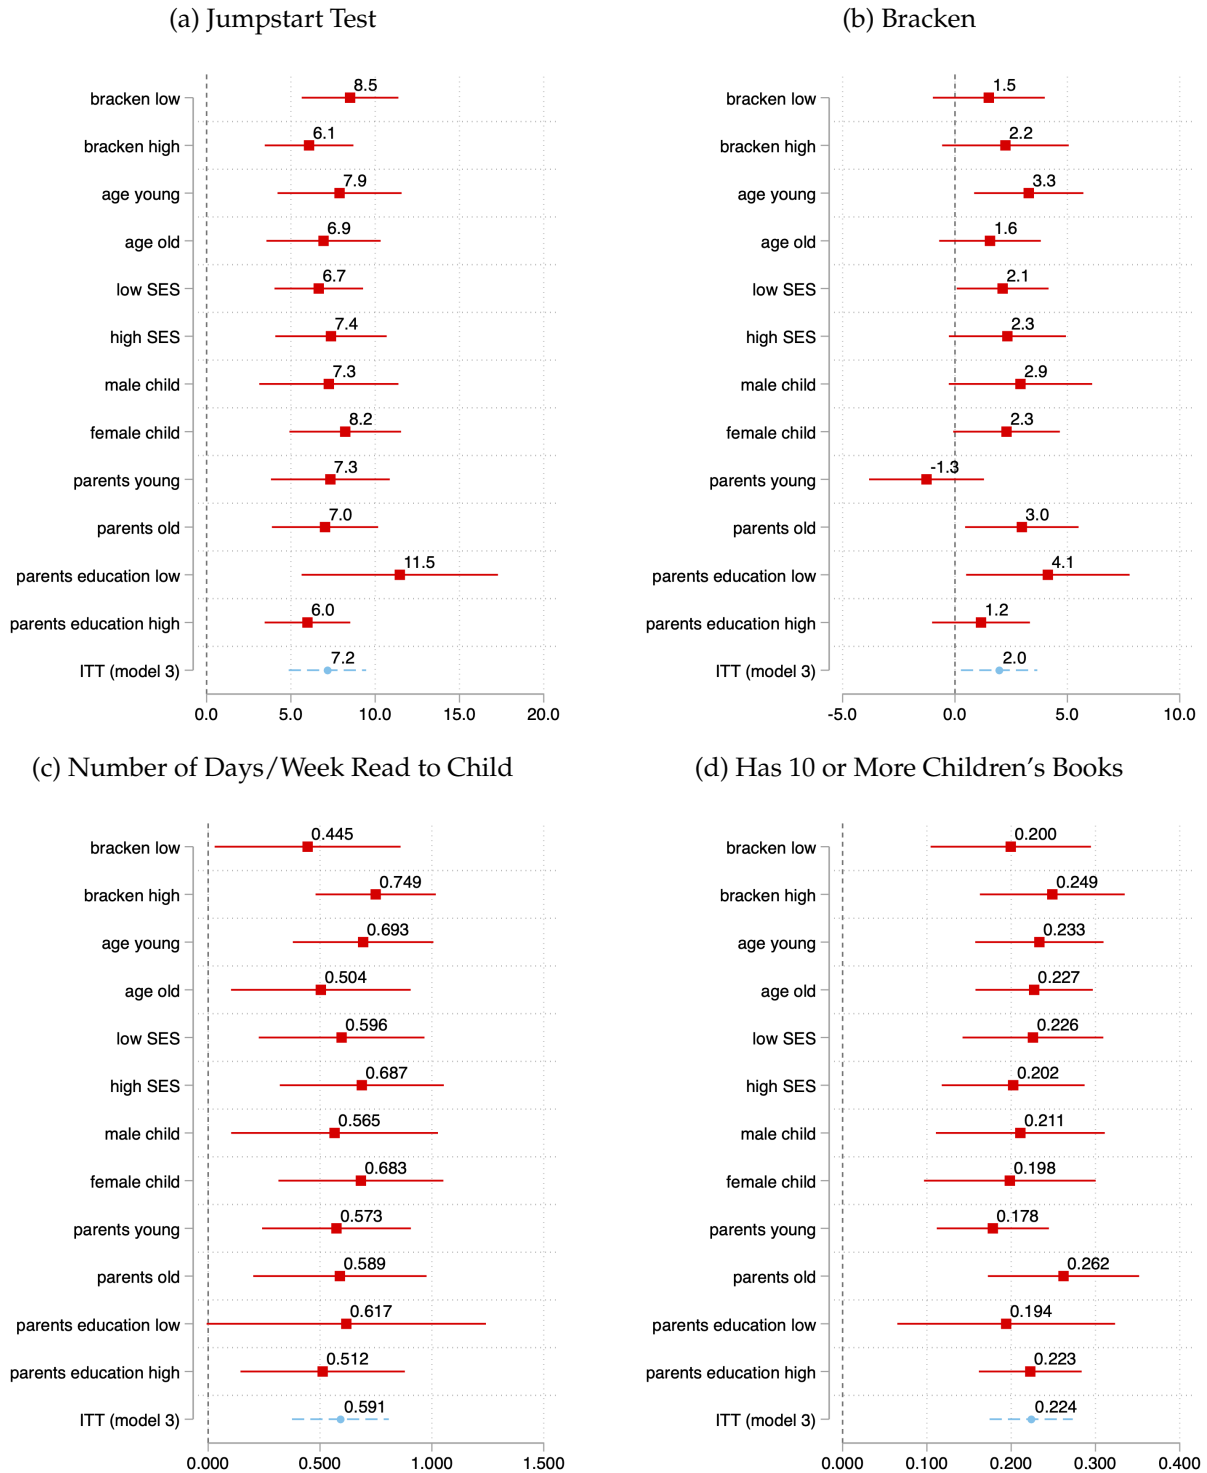 (a) Jumpstart Test
bracken low 8.5
bracken high 6.1
age young 7.9
age old 6.9
low SES 6.7
high SES 7.4
male child 7.3
female child 8.2
parents young 7.3
parents old 7.0
parents education low 11.5
parents education high 6.0
ITT (model 3) 7.2
0.0 5.0 10.0 15.0 20.0
(b) Bracken
bracken low 1.5
bracken high 2.2
age young 3.3
age old 1.6
low SES 2.1
high SES 2.3
male child 2.9
female child 2.3
parents young -1.3
parents old 3.0
parents education low 4.1
parents education high 1.2
ITT (model 3) 2.0
-5.0 0.0 5.0 10.0
(c) Number of Days/Week Read to Child
bracken low 0.445
bracken high 0.749
age young 0.693
age old 0.504
low SES 0.596
high SES 0.687
male child 0.565
female child 0.683
parents young 0.573
parents old 0.589
parents education low 0.617
parents education high 0.512
ITT (model 3) 0.591
0.000 0.500 1.000 1.500
(d) Has 10 or More Children's Books
bracken low 0.200
bracken high 0.249
age young 0.233
age old 0.227
low SES 0.226
high SES 0.202
male child 0.211
female child 0.198
parents young 0.178
parents old 0.262
parents education low 0.194
parents education high 0.223
ITT (model 3) 0.224
0.000 0.100 0.200 0.300 0.400